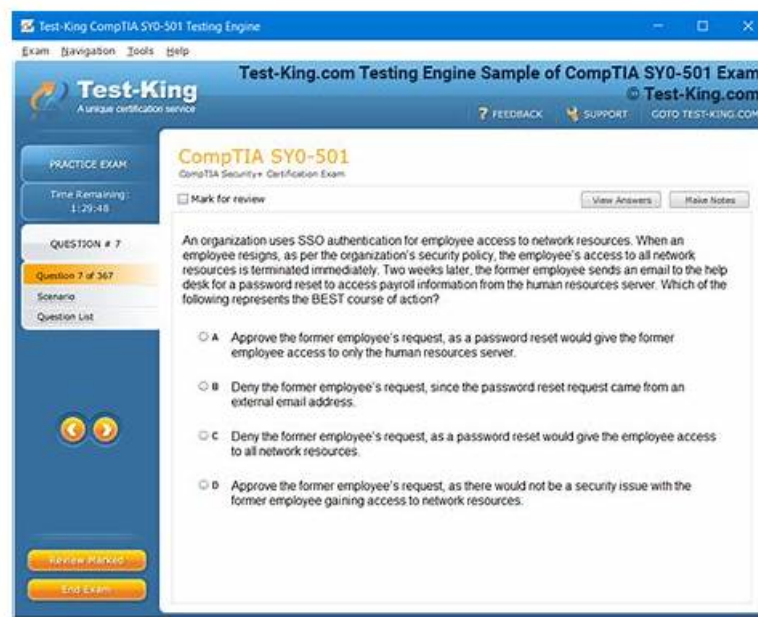 Test-King CompTIA SY0-501 Testing Engine
Exam Navigation Tools Help
Test-King.com Testing Engine Sample of CompTIA SY0-501 Exam
© Test-King.com
Test-King
A unique certification service
? FEEDBACK SUPPORT GOTO TEST-KING.COM
PRACTICE EXAM
Time Remaining:
1:29:48
QUESTION # 7
Question 7 of 367
Scenario
Question List
CompTIA SY0-501
CompTIA Security+ Certification Exam
Mark for review View Answers Make Notes
An organization uses SSO authentication for employee access to network resources. When an
employee resigns, as per the organization's security policy, the employee's access to all network
resources is terminated immediately. Two weeks later, the former employee sends an email to the help
desk for a password reset to access payroll information from the human resources server. Which of the
following represents the BEST course of action?
A Approve the former employee's request, as a password reset would give the former
employee access to only the human resources server.
B Deny the former employee's request, since the password reset request came from an
external email address.
C Deny the former employee's request, as a password reset would give the employee access
to all network resources.
D Approve the former employee's request, as there would not be a security issue with the
former employee gaining access to network resources.
Review Marked
End Exam